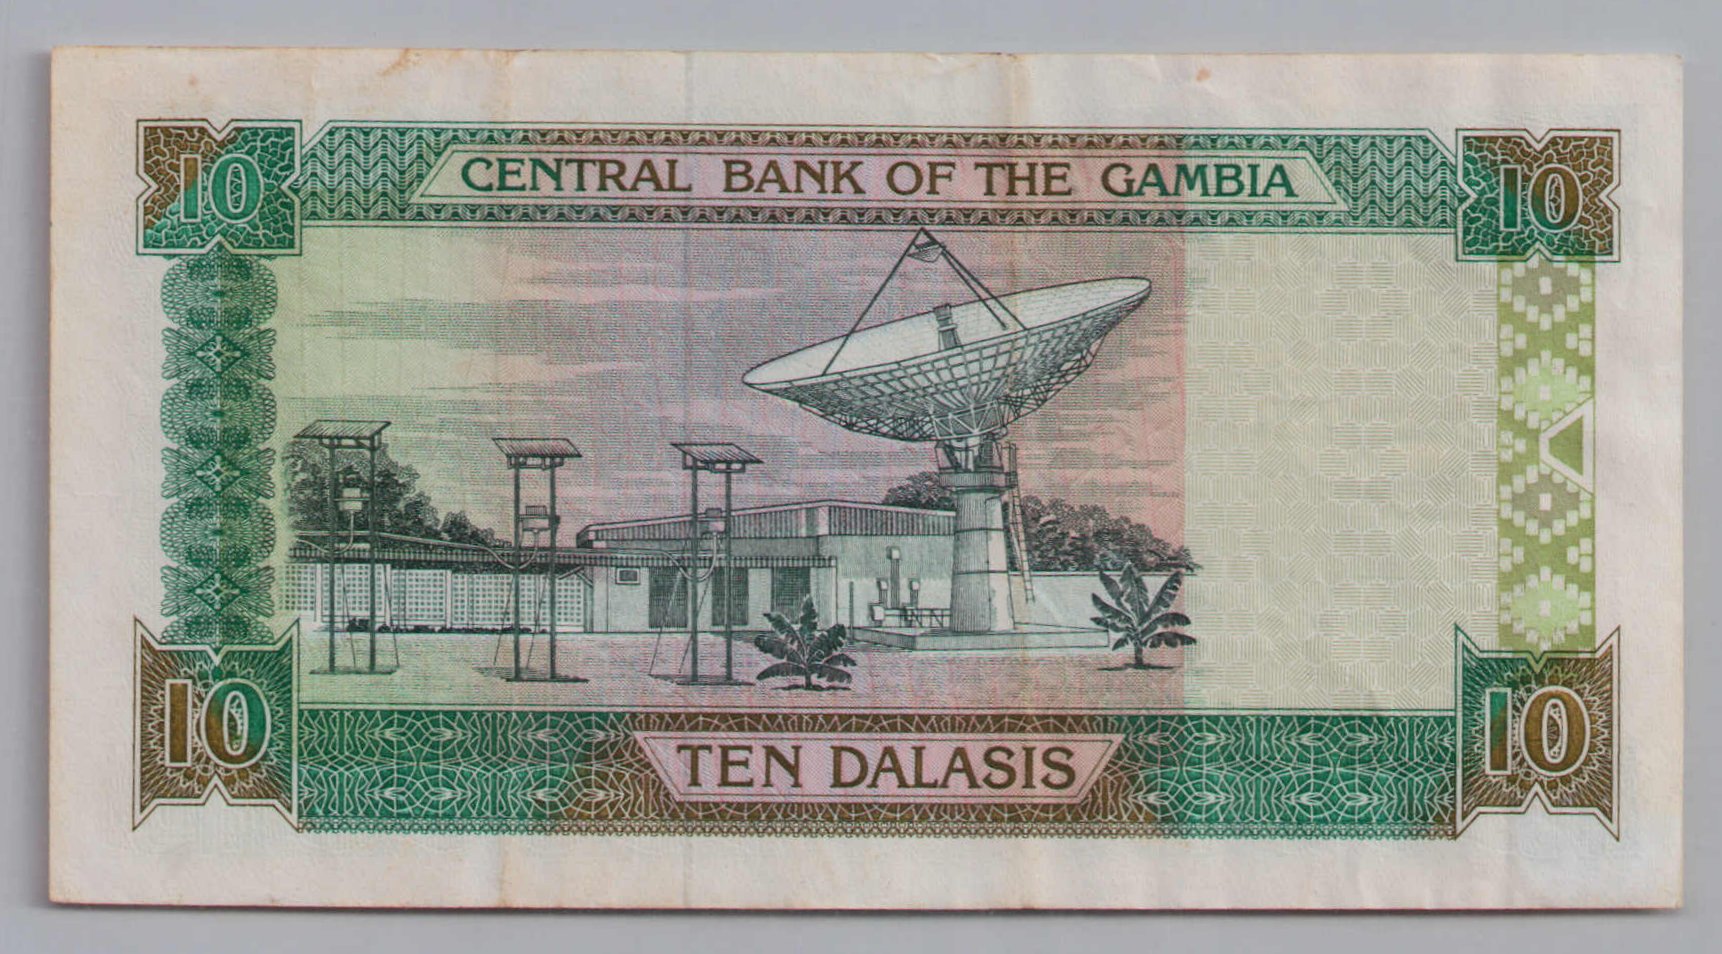 10 CENTRAL BANK OF THE GAMBIA 10
10 TEN DALASIS 10